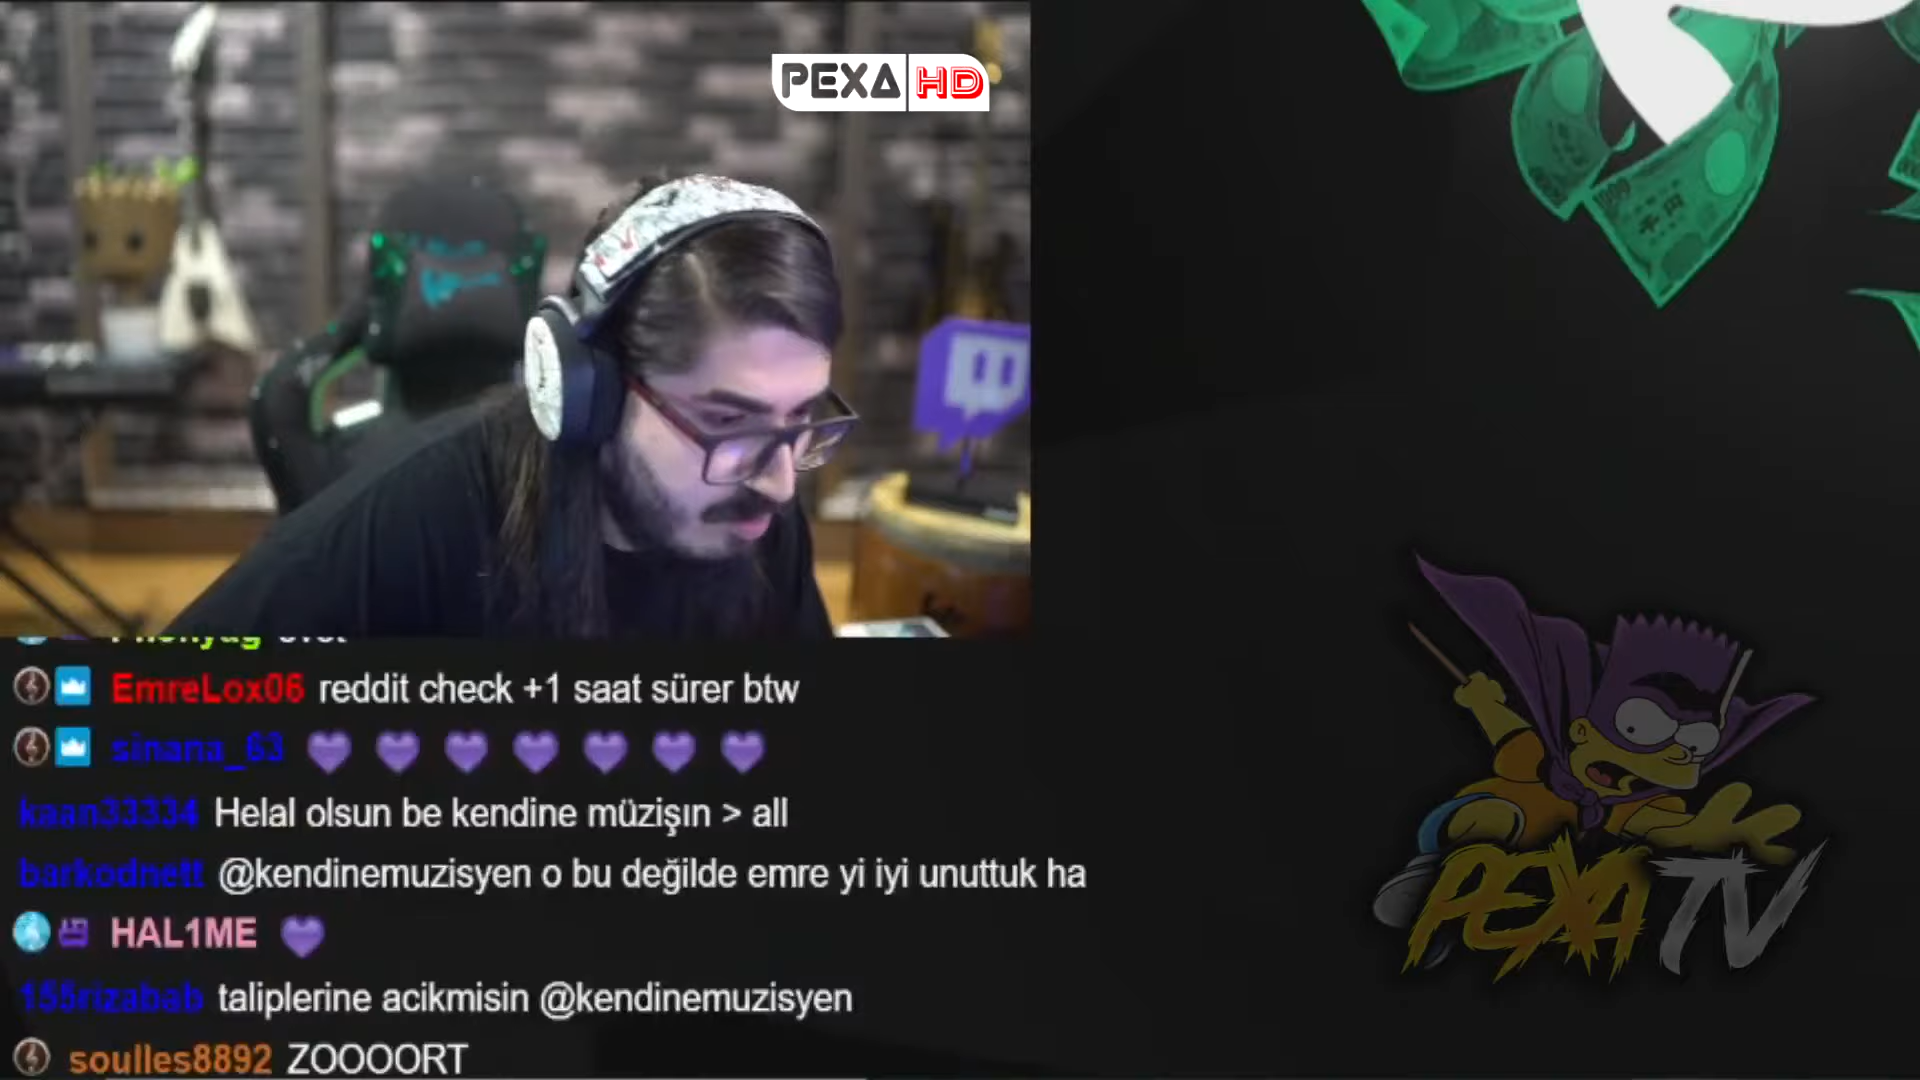 PEXA HD
EmreLox06 reddit check +1 saat sürer btw
sinana_63
kaan33334 Helal olsun be kendine müzişın > all
barkodnett @kendinemuzisyen o bu değilde emre yi iyi unuttuk ha
HAL1ME
155rizabab taliplerine acikmisin @kendinemuzisyen
soulles8892 ZOOOORT
PEXA TV